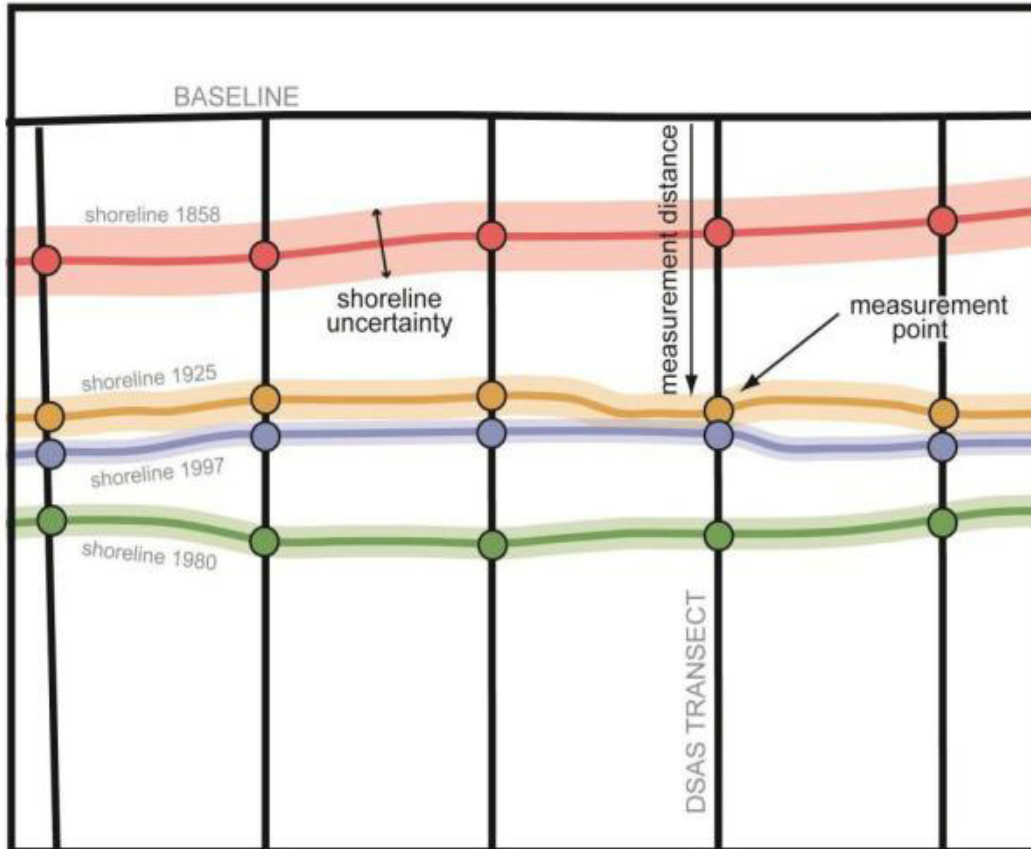 BASELINE
measurement distance
shoreline 1858
shoreline
uncertainty
measurement
point
shoreline 1925
shoreline 1997
shoreline 1980
DSAS TRANSECT